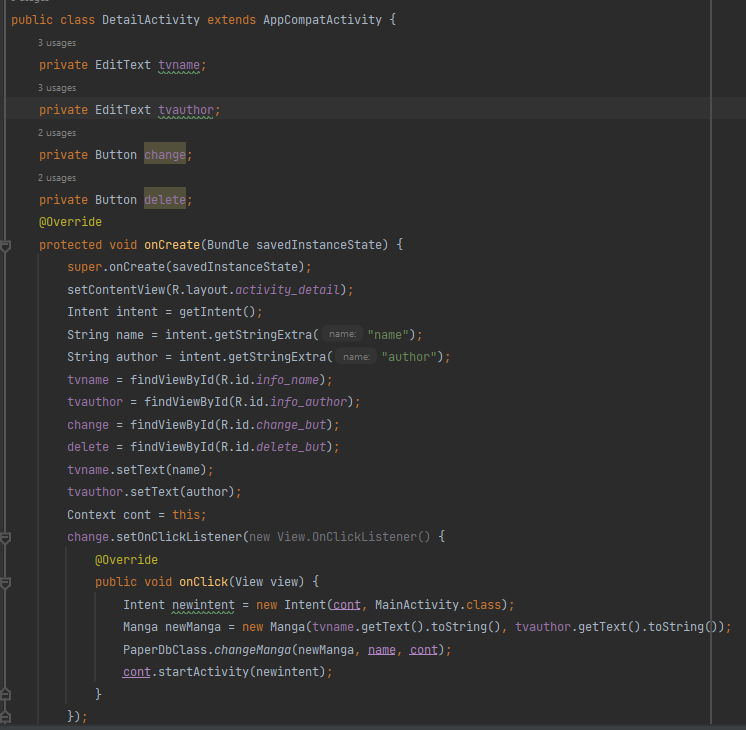 public class DetailActivity extends AppCompatActivity {
3 usages
private EditText tvname;
3 usages
private EditText tvauthor;
2 usages
private Button change;
2 usages
private Button delete;
@Override
protected void onCreate(Bundle savedInstanceState) {
super.onCreate(savedInstanceState);
setContentView(R.layout.activity_detail);
Intent intent = getIntent();
String name = intent.getStringExtra( name: "name");
String author = intent.getStringExtra( name: "author");
tvname = findViewById(R.id.info_name);
tvauthor = findViewById(R.id.info_author);
change = findViewById(R.id.change_but);
delete = findViewById(R.id.delete_but);
tvname.setText(name);
tvauthor.setText(author);
Context cont = this;
change.setOnClickListener(new View.OnClickListener() {
@Override
public void onClick(View view) {
Intent newintent = new Intent(cont, MainActivity.class);
Manga newManga = new Manga(tvname.getText().toString(), tvauthor.getText().toString());
PaperDbClass.changeManga(newManga, name, cont);
cont.startActivity(newintent);
}
});